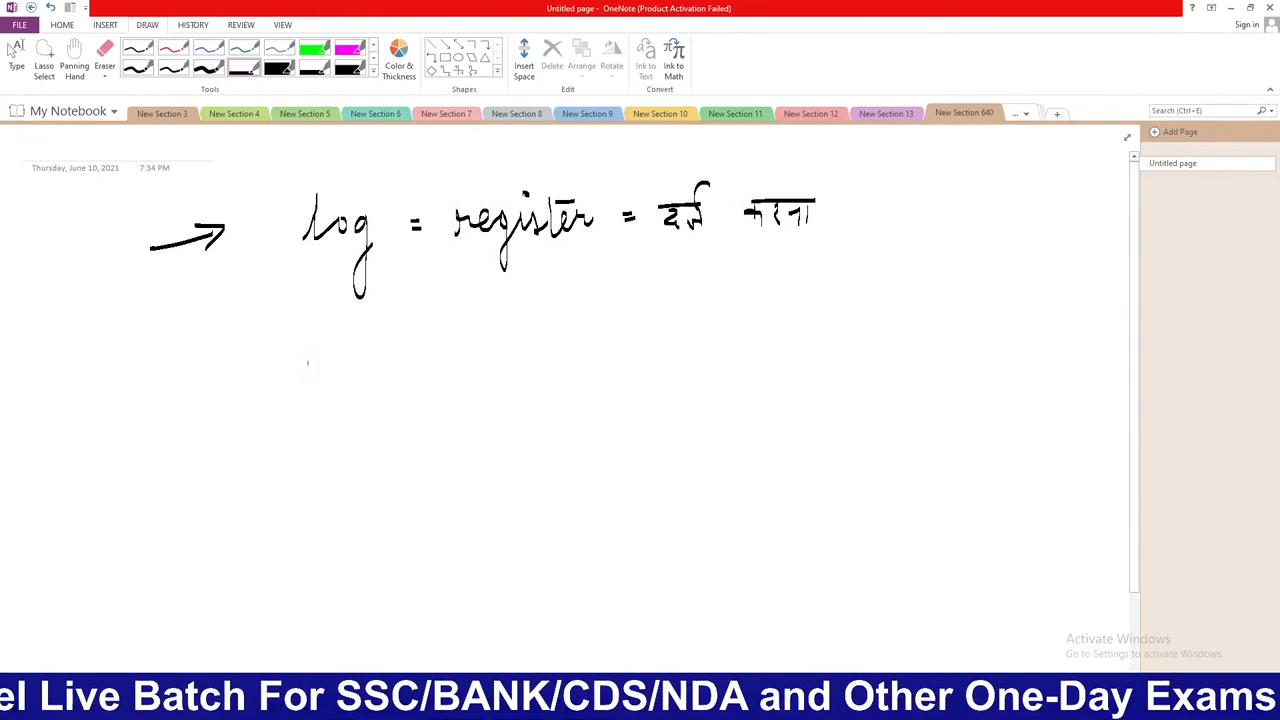 Untitled page - OneNote (Product Activation Failed)
FILE HOME INSERT DRAW HISTORY REVIEW VIEW
Sign in
Type Lasso Select Panning Hand Eraser Color & Thickness Insert Space Delete Arrange Rotate Ink to Text Ink to Math
Tools Shapes Edit Convert
My Notebook New Section 3 New Section 4 New Section 5 New Section 6 New Section 7 New Section 8 New Section 9 New Section 10 New Section 11 New Section 12 New Section 13 New Section 640 ... Search (Ctrl+E)
Add Page
Untitled page
Thursday, June 10, 2021 7:34 PM
→ log = register = दर्ज करना
Activate Windows
Go to Settings to activate Windows.
el Live Batch For SSC/BANK/CDS/NDA and Other One-Day Exams